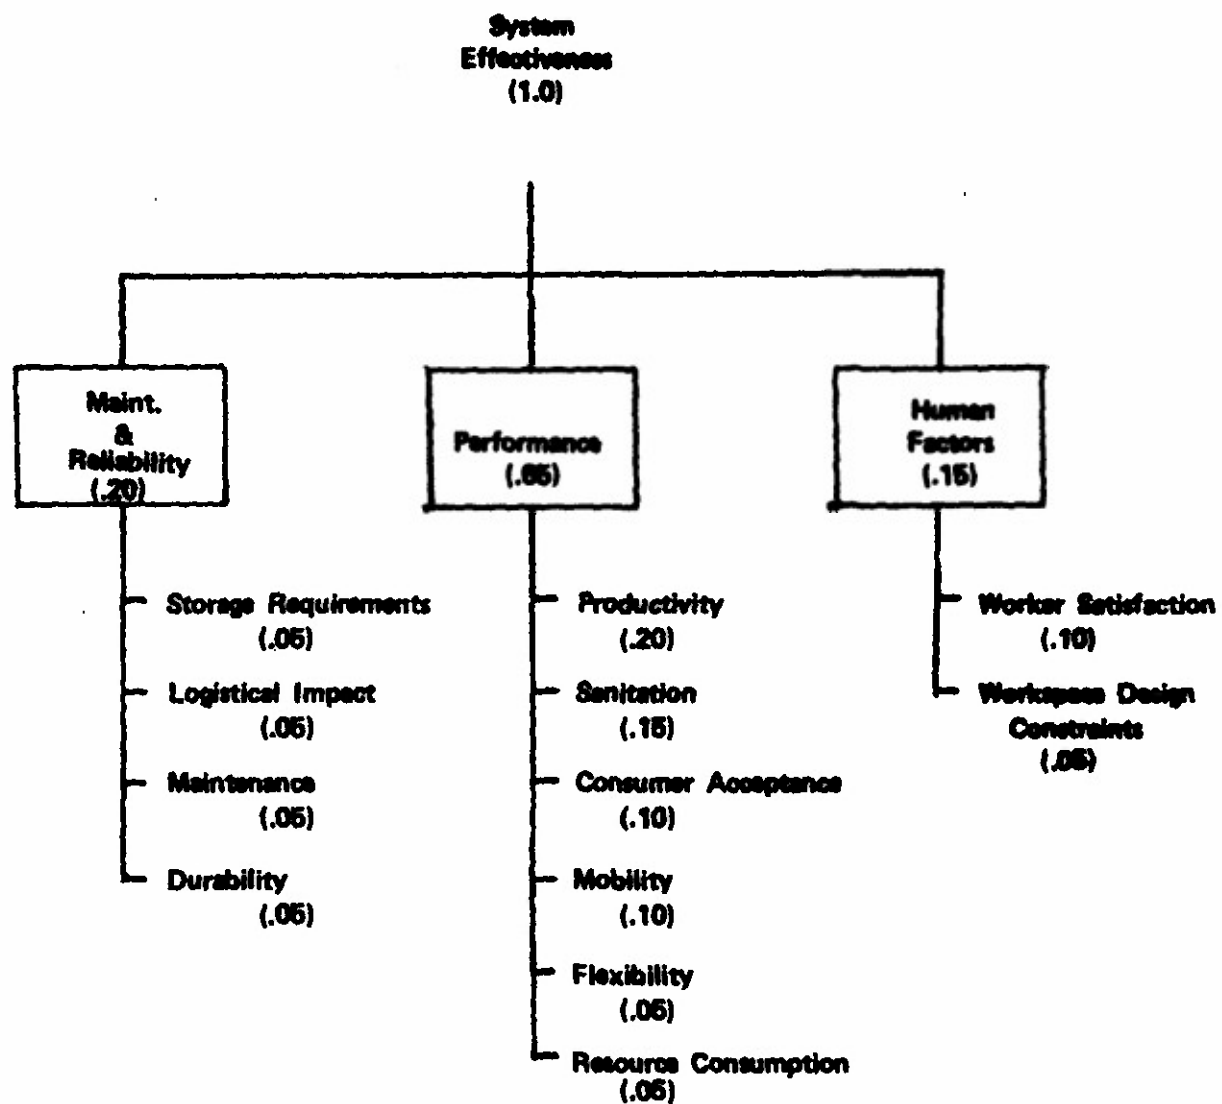 System
Effectiveness
(1.0)
Maint.
&
Reliability
(.20)
Performance
(.65)
Human
Factors
(.15)
Storage Requirements
(.05)
Logistical Impact
(.05)
Maintenance
(.05)
Durability
(.05)
Productivity
(.20)
Sanitation
(.15)
Consumer Acceptance
(.10)
Mobility
(.10)
Flexibility
(.05)
Resource Consumption
(.05)
Worker Satisfaction
(.10)
Workspace Design
Constraints
(.05)